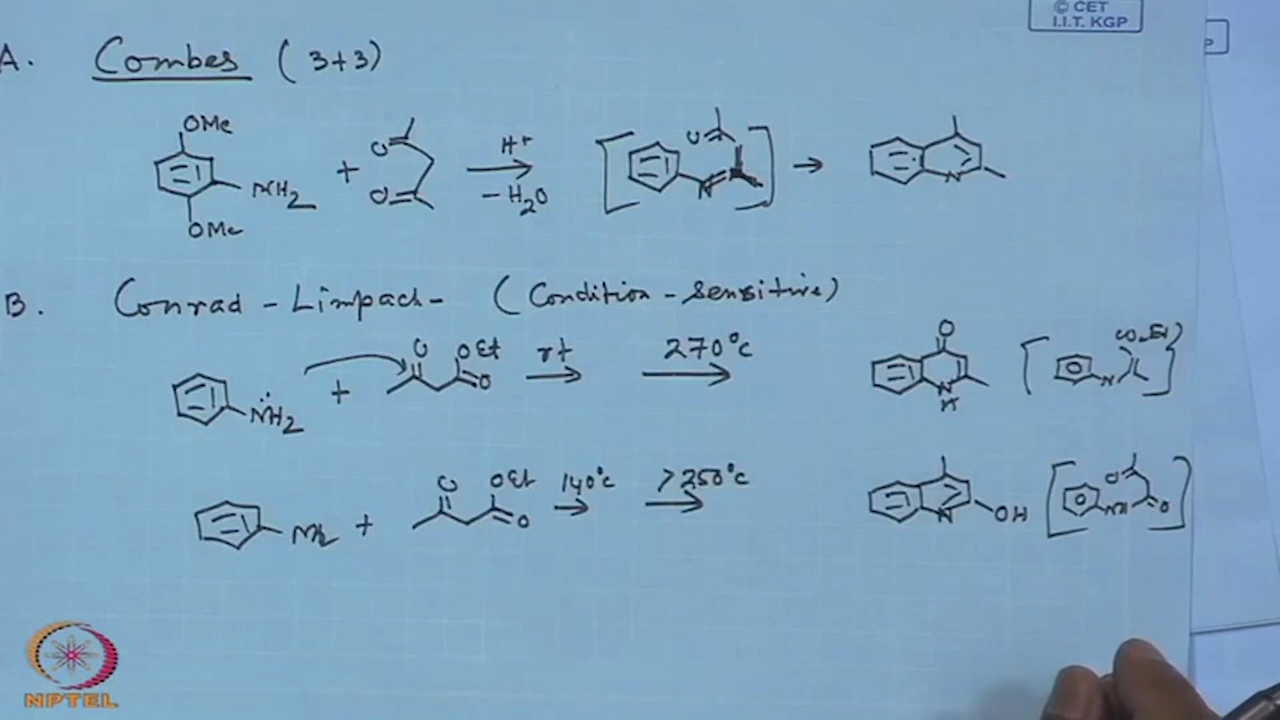 © CET
I.I.T. KGP
P
A. Combes (3+3)
OMe
NH2
OMe
+
O
O
H+
-H2O
O
N
N
B. Conrad-Limpach- (Condition-sensitive)
NH2
+
O
OEt
O
rt
270°C
O
N
H
CO2Et
N
+
O
OEt
O
140°C
>250°C
N
OH
O
NH
O
NPTEL